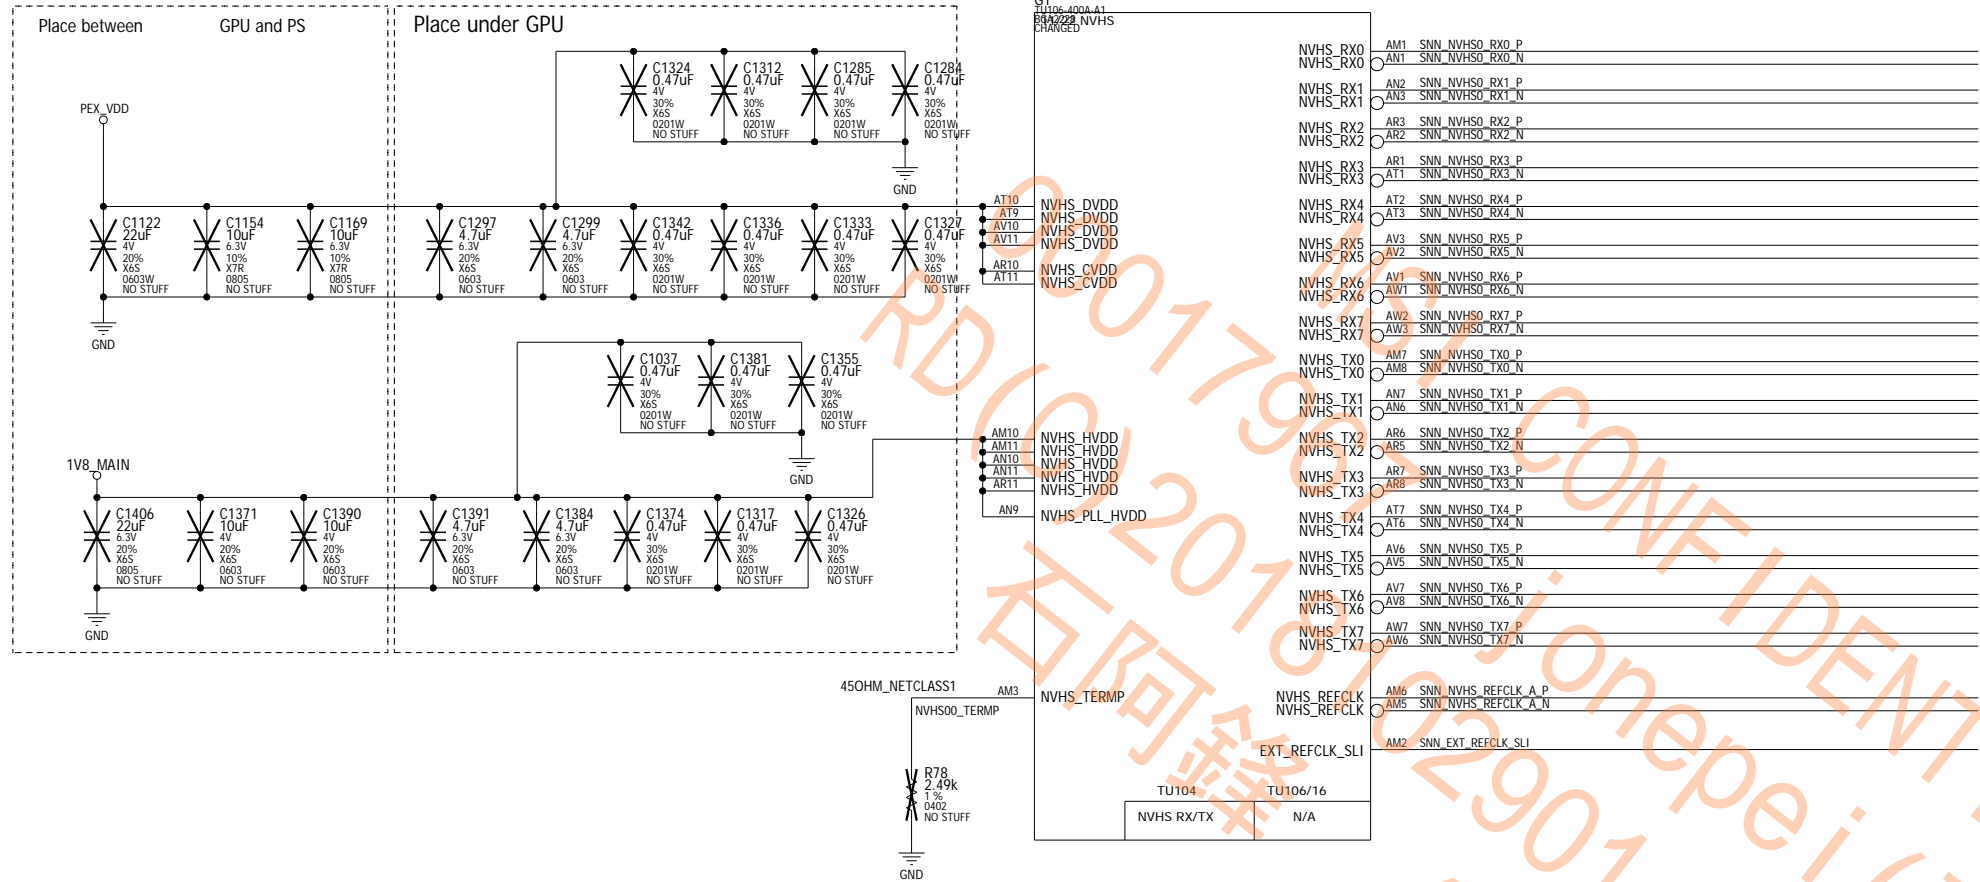 Place between GPU and PS
Place under GPU
PEX_VDD
C1324
0.47uF
4V
30%
X6S
0201W
NO STUFF
C1312
0.47uF
4V
30%
X6S
0201W
NO STUFF
C1285
0.47uF
4V
30%
X6S
0201W
NO STUFF
C1284
0.47uF
4V
30%
X6S
0201W
NO STUFF
GND
C1122
22uF
4V
20%
X6S
0603W
NO STUFF
C1154
10uF
6.3V
10%
X7R
0805
NO STUFF
C1169
10uF
6.3V
10%
X7R
0805
NO STUFF
C1297
4.7uF
6.3V
20%
X6S
0603
NO STUFF
C1299
4.7uF
6.3V
20%
X6S
0603
NO STUFF
C1342
0.47uF
4V
30%
X6S
0201W
NO STUFF
C1336
0.47uF
4V
30%
X6S
0201W
NO STUFF
C1333
0.47uF
4V
30%
X6S
0201W
NO STUFF
C1327
0.47uF
4V
30%
X6S
0201W
NO STUFF
GND
C1037
0.47uF
4V
30%
X6S
0201W
NO STUFF
C1381
0.47uF
4V
30%
X6S
0201W
NO STUFF
C1355
0.47uF
4V
30%
X6S
0201W
NO STUFF
GND
1V8_MAIN
C1406
22uF
6.3V
20%
X6S
0805
NO STUFF
C1371
10uF
4V
20%
X6S
0603
NO STUFF
C1390
10uF
4V
20%
X6S
0603
NO STUFF
C1391
4.7uF
6.3V
20%
X6S
0603
NO STUFF
C1384
4.7uF
6.3V
20%
X6S
0603
NO STUFF
C1374
0.47uF
4V
30%
X6S
0201W
NO STUFF
C1317
0.47uF
4V
30%
X6S
0201W
NO STUFF
C1326
0.47uF
4V
30%
X6S
0201W
NO STUFF
GND
G1
TU106-400A-A1
NVHS
CHANGED
AT10 NVHS_DVDD
AT9 NVHS_DVDD
AV10 NVHS_DVDD
AV11 NVHS_DVDD
AR10 NVHS_CVDD
AT11 NVHS_CVDD
AM10 NVHS_HVDD
AM11 NVHS_HVDD
AN10 NVHS_HVDD
AN11 NVHS_HVDD
AR11 NVHS_HVDD
AN9 NVHS_PLL_HVDD
45OHM_NETCLASS1
AM3 NVHS_TERMP
NVHS00_TERMP
R78
2.49k
1 %
0402
NO STUFF
GND
NVHS_RX0 AM1 SNN_NVHS0_RX0_P
NVHS_RX0 AN1 SNN_NVHS0_RX0_N
NVHS_RX1 AN2 SNN_NVHS0_RX1_P
NVHS_RX1 AN3 SNN_NVHS0_RX1_N
NVHS_RX2 AR3 SNN_NVHS0_RX2_P
NVHS_RX2 AR2 SNN_NVHS0_RX2_N
NVHS_RX3 AR1 SNN_NVHS0_RX3_P
NVHS_RX3 AT1 SNN_NVHS0_RX3_N
NVHS_RX4 AT2 SNN_NVHS0_RX4_P
NVHS_RX4 AT3 SNN_NVHS0_RX4_N
NVHS_RX5 AV3 SNN_NVHS0_RX5_P
NVHS_RX5 AV2 SNN_NVHS0_RX5_N
NVHS_RX6 AV1 SNN_NVHS0_RX6_P
NVHS_RX6 AW1 SNN_NVHS0_RX6_N
NVHS_RX7 AW2 SNN_NVHS0_RX7_P
NVHS_RX7 AW3 SNN_NVHS0_RX7_N
NVHS_TX0 AM7 SNN_NVHS0_TX0_P
NVHS_TX0 AM8 SNN_NVHS0_TX0_N
NVHS_TX1 AN7 SNN_NVHS0_TX1_P
NVHS_TX1 AN6 SNN_NVHS0_TX1_N
NVHS_TX2 AR6 SNN_NVHS0_TX2_P
NVHS_TX2 AR5 SNN_NVHS0_TX2_N
NVHS_TX3 AR7 SNN_NVHS0_TX3_P
NVHS_TX3 AR8 SNN_NVHS0_TX3_N
NVHS_TX4 AT7 SNN_NVHS0_TX4_P
NVHS_TX4 AT6 SNN_NVHS0_TX4_N
NVHS_TX5 AV6 SNN_NVHS0_TX5_P
NVHS_TX5 AV5 SNN_NVHS0_TX5_N
NVHS_TX6 AV7 SNN_NVHS0_TX6_P
NVHS_TX6 AV8 SNN_NVHS0_TX6_N
NVHS_TX7 AW7 SNN_NVHS0_TX7_P
NVHS_TX7 AW6 SNN_NVHS0_TX7_N
NVHS_REFCLK AM6 SNN_NVHS_REFCLK_A_P
NVHS_REFCLK AM5 SNN_NVHS_REFCLK_A_N
EXT_REFCLK_SLI AM2 SNN_EXT_REFCLK_SLI
TU104 TU106/16
NVHS RX/TX N/A
MSI CONFIDENT
00017967 jonepei(
RD(C)2018102901
石阿鋒